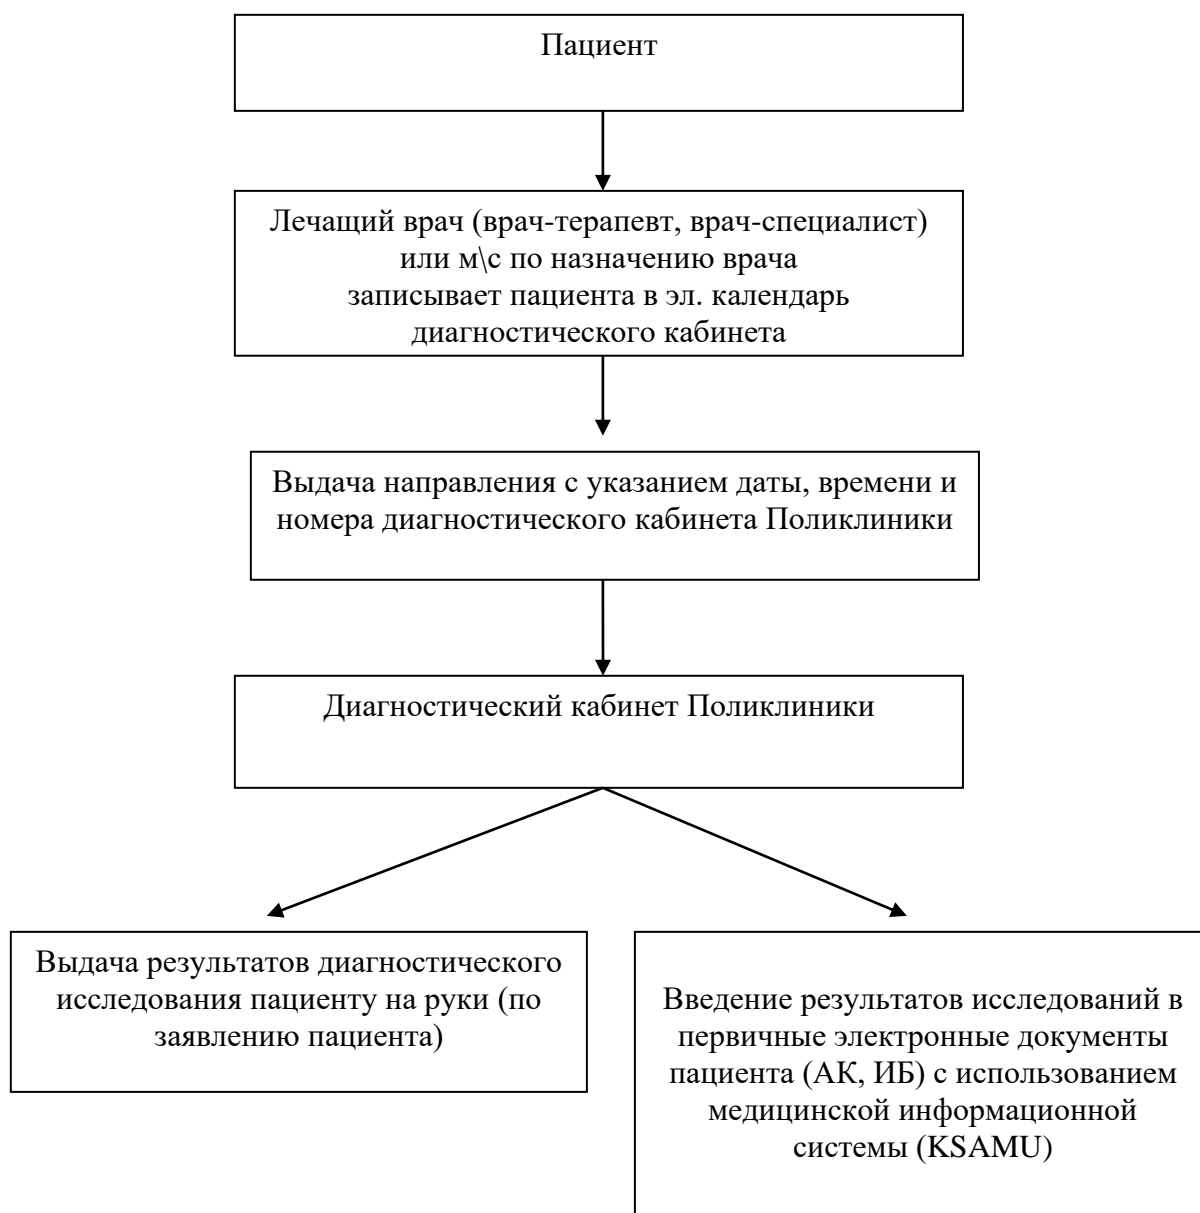 Пациент
Лечащий врач (врач-терапевт, врач-специалист)
или м\с по назначению врача
записывает пациента в эл. календарь
диагностического кабинета
Выдача направления с указанием даты, времени и
номера диагностического кабинета Поликлиники
Диагностический кабинет Поликлиники
Выдача результатов диагностического
исследования пациенту на руки (по
заявлению пациента)
Введение результатов исследований в
первичные электронные документы
пациента (АК, ИБ) с использованием
медицинской информационной
системы (KSAMU)